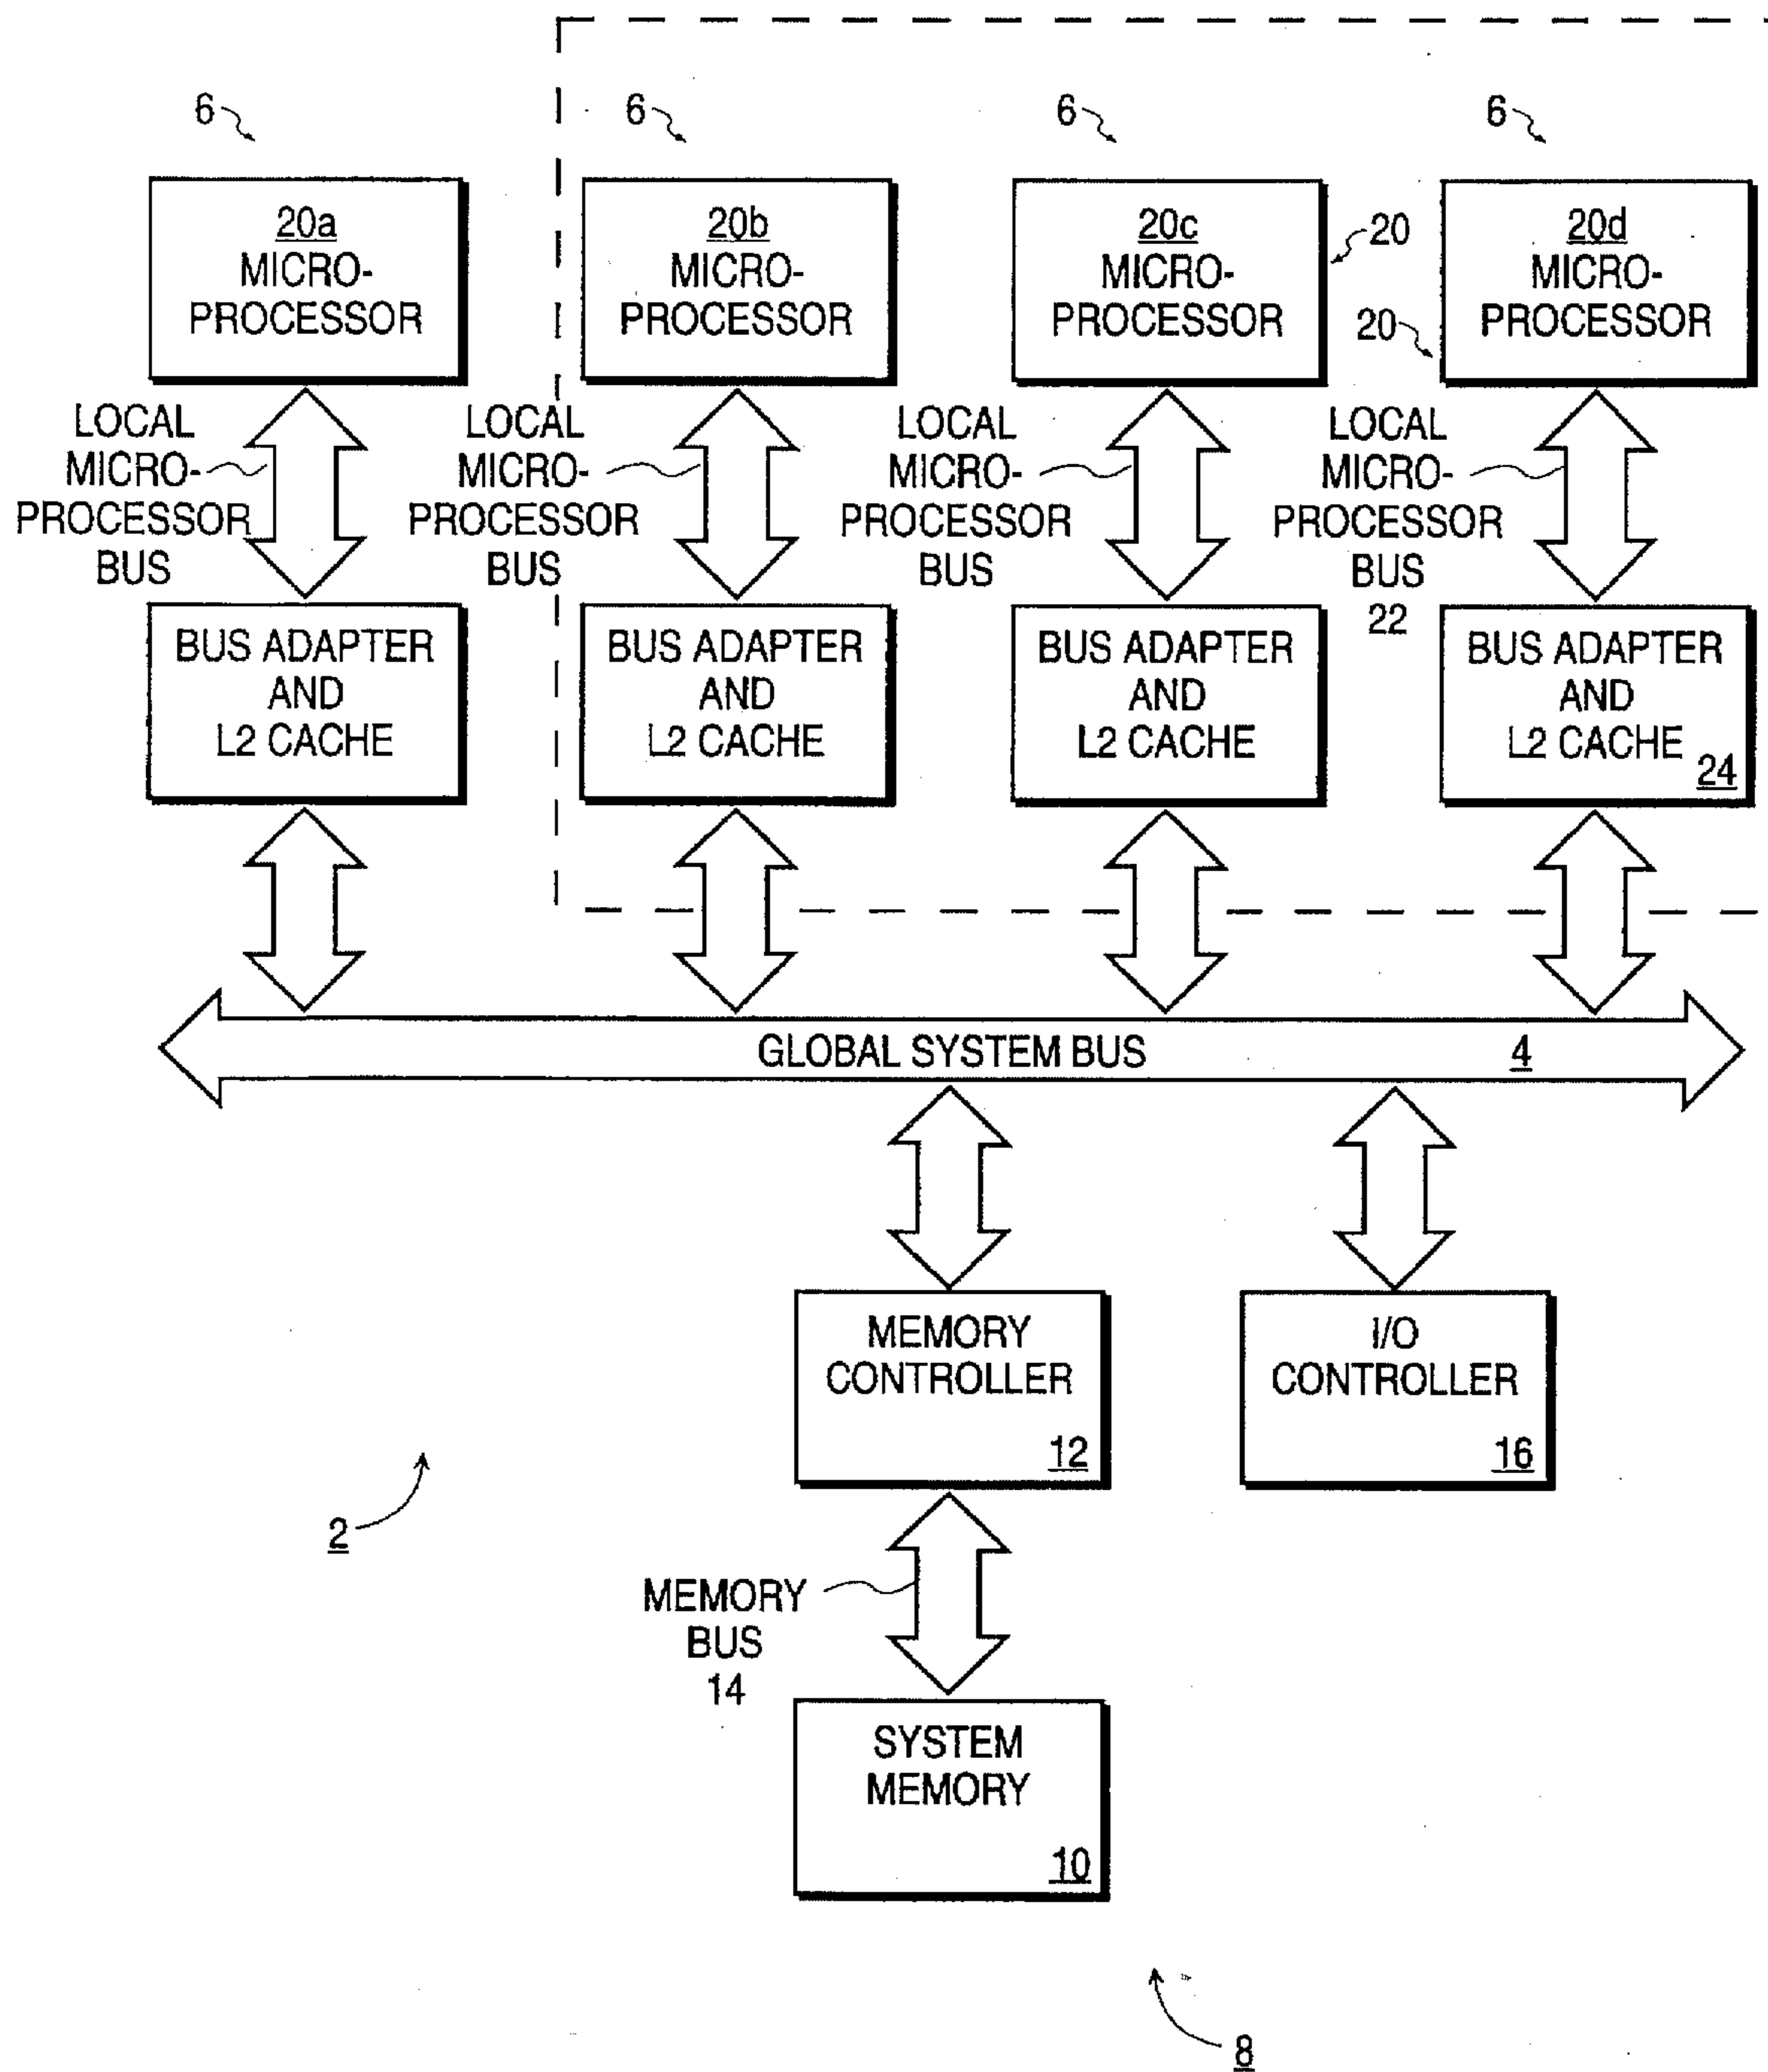 6
6
6
6
20a
MICRO-
PROCESSOR
20b
MICRO-
PROCESSOR
20c
MICRO-
PROCESSOR
20
20d
MICRO-
PROCESSOR
20
LOCAL
MICRO-
PROCESSOR
BUS
LOCAL
MICRO-
PROCESSOR
BUS
LOCAL
MICRO-
PROCESSOR
BUS
LOCAL
MICRO-
PROCESSOR
BUS
22
BUS ADAPTER
AND
L2 CACHE
BUS ADAPTER
AND
L2 CACHE
BUS ADAPTER
AND
L2 CACHE
BUS ADAPTER
AND
L2 CACHE
24
GLOBAL SYSTEM BUS
4
MEMORY
CONTROLLER
12
I/O
CONTROLLER
16
2
MEMORY
BUS
14
SYSTEM
MEMORY
10
8